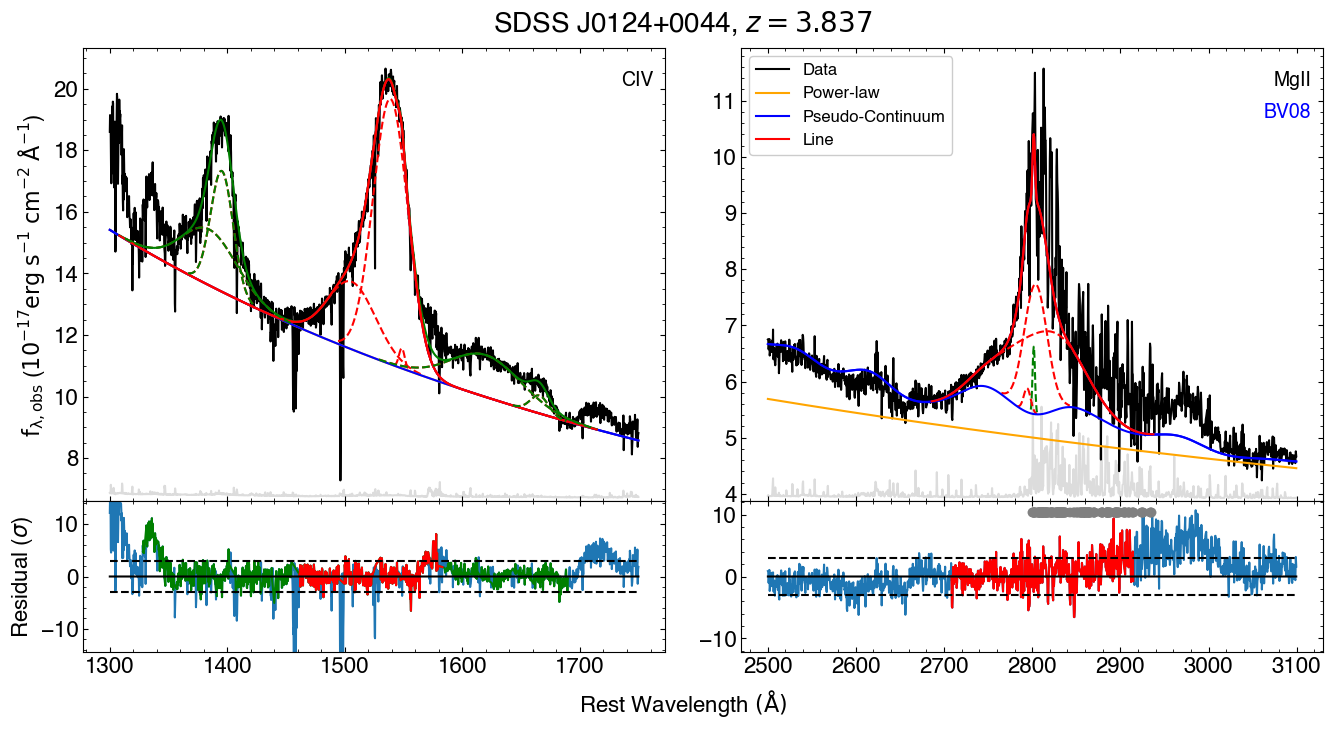 SDSS J0124+0044, z = 3.837
CIV
MgII
BV08
Data
Power-law
Pseudo-Continuum
Line
f_λ,obs (10⁻¹⁷erg s⁻¹ cm⁻² Å⁻¹)
20
18
16
14
12
10
8
11
10
9
8
7
6
5
4
Residual (σ)
10
0
−10
10
0
−10
1300 1400 1500 1600 1700
2500 2600 2700 2800 2900 3000 3100
Rest Wavelength (Å)